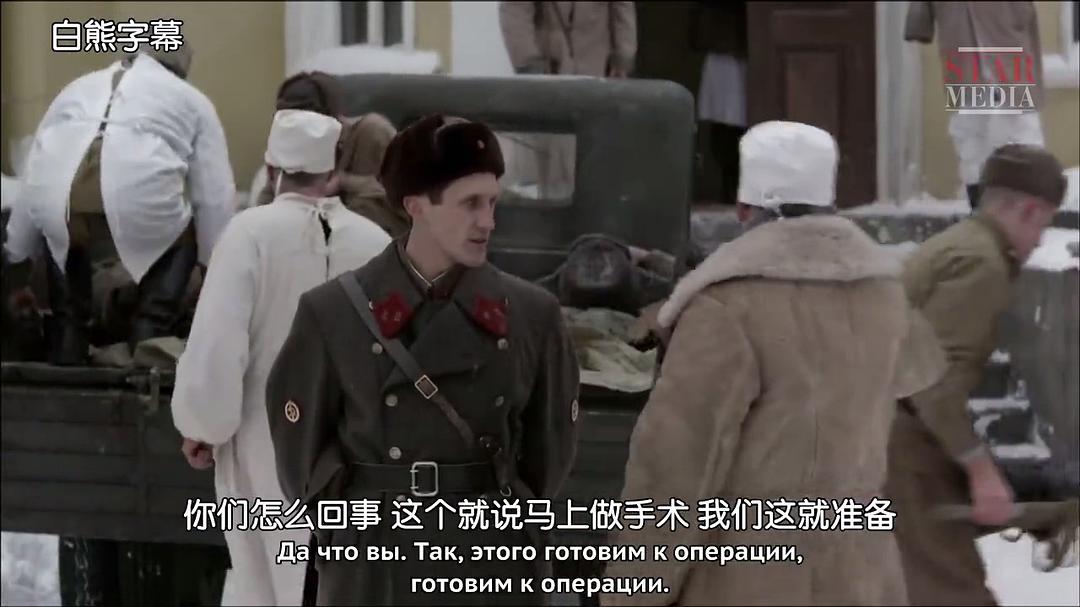 白熊字幕
STAR
MEDIA
你们怎么回事 这个就说马上做手术 我们这就准备
Да что вы. Так, этого готовим к операции,
готовим к операции.